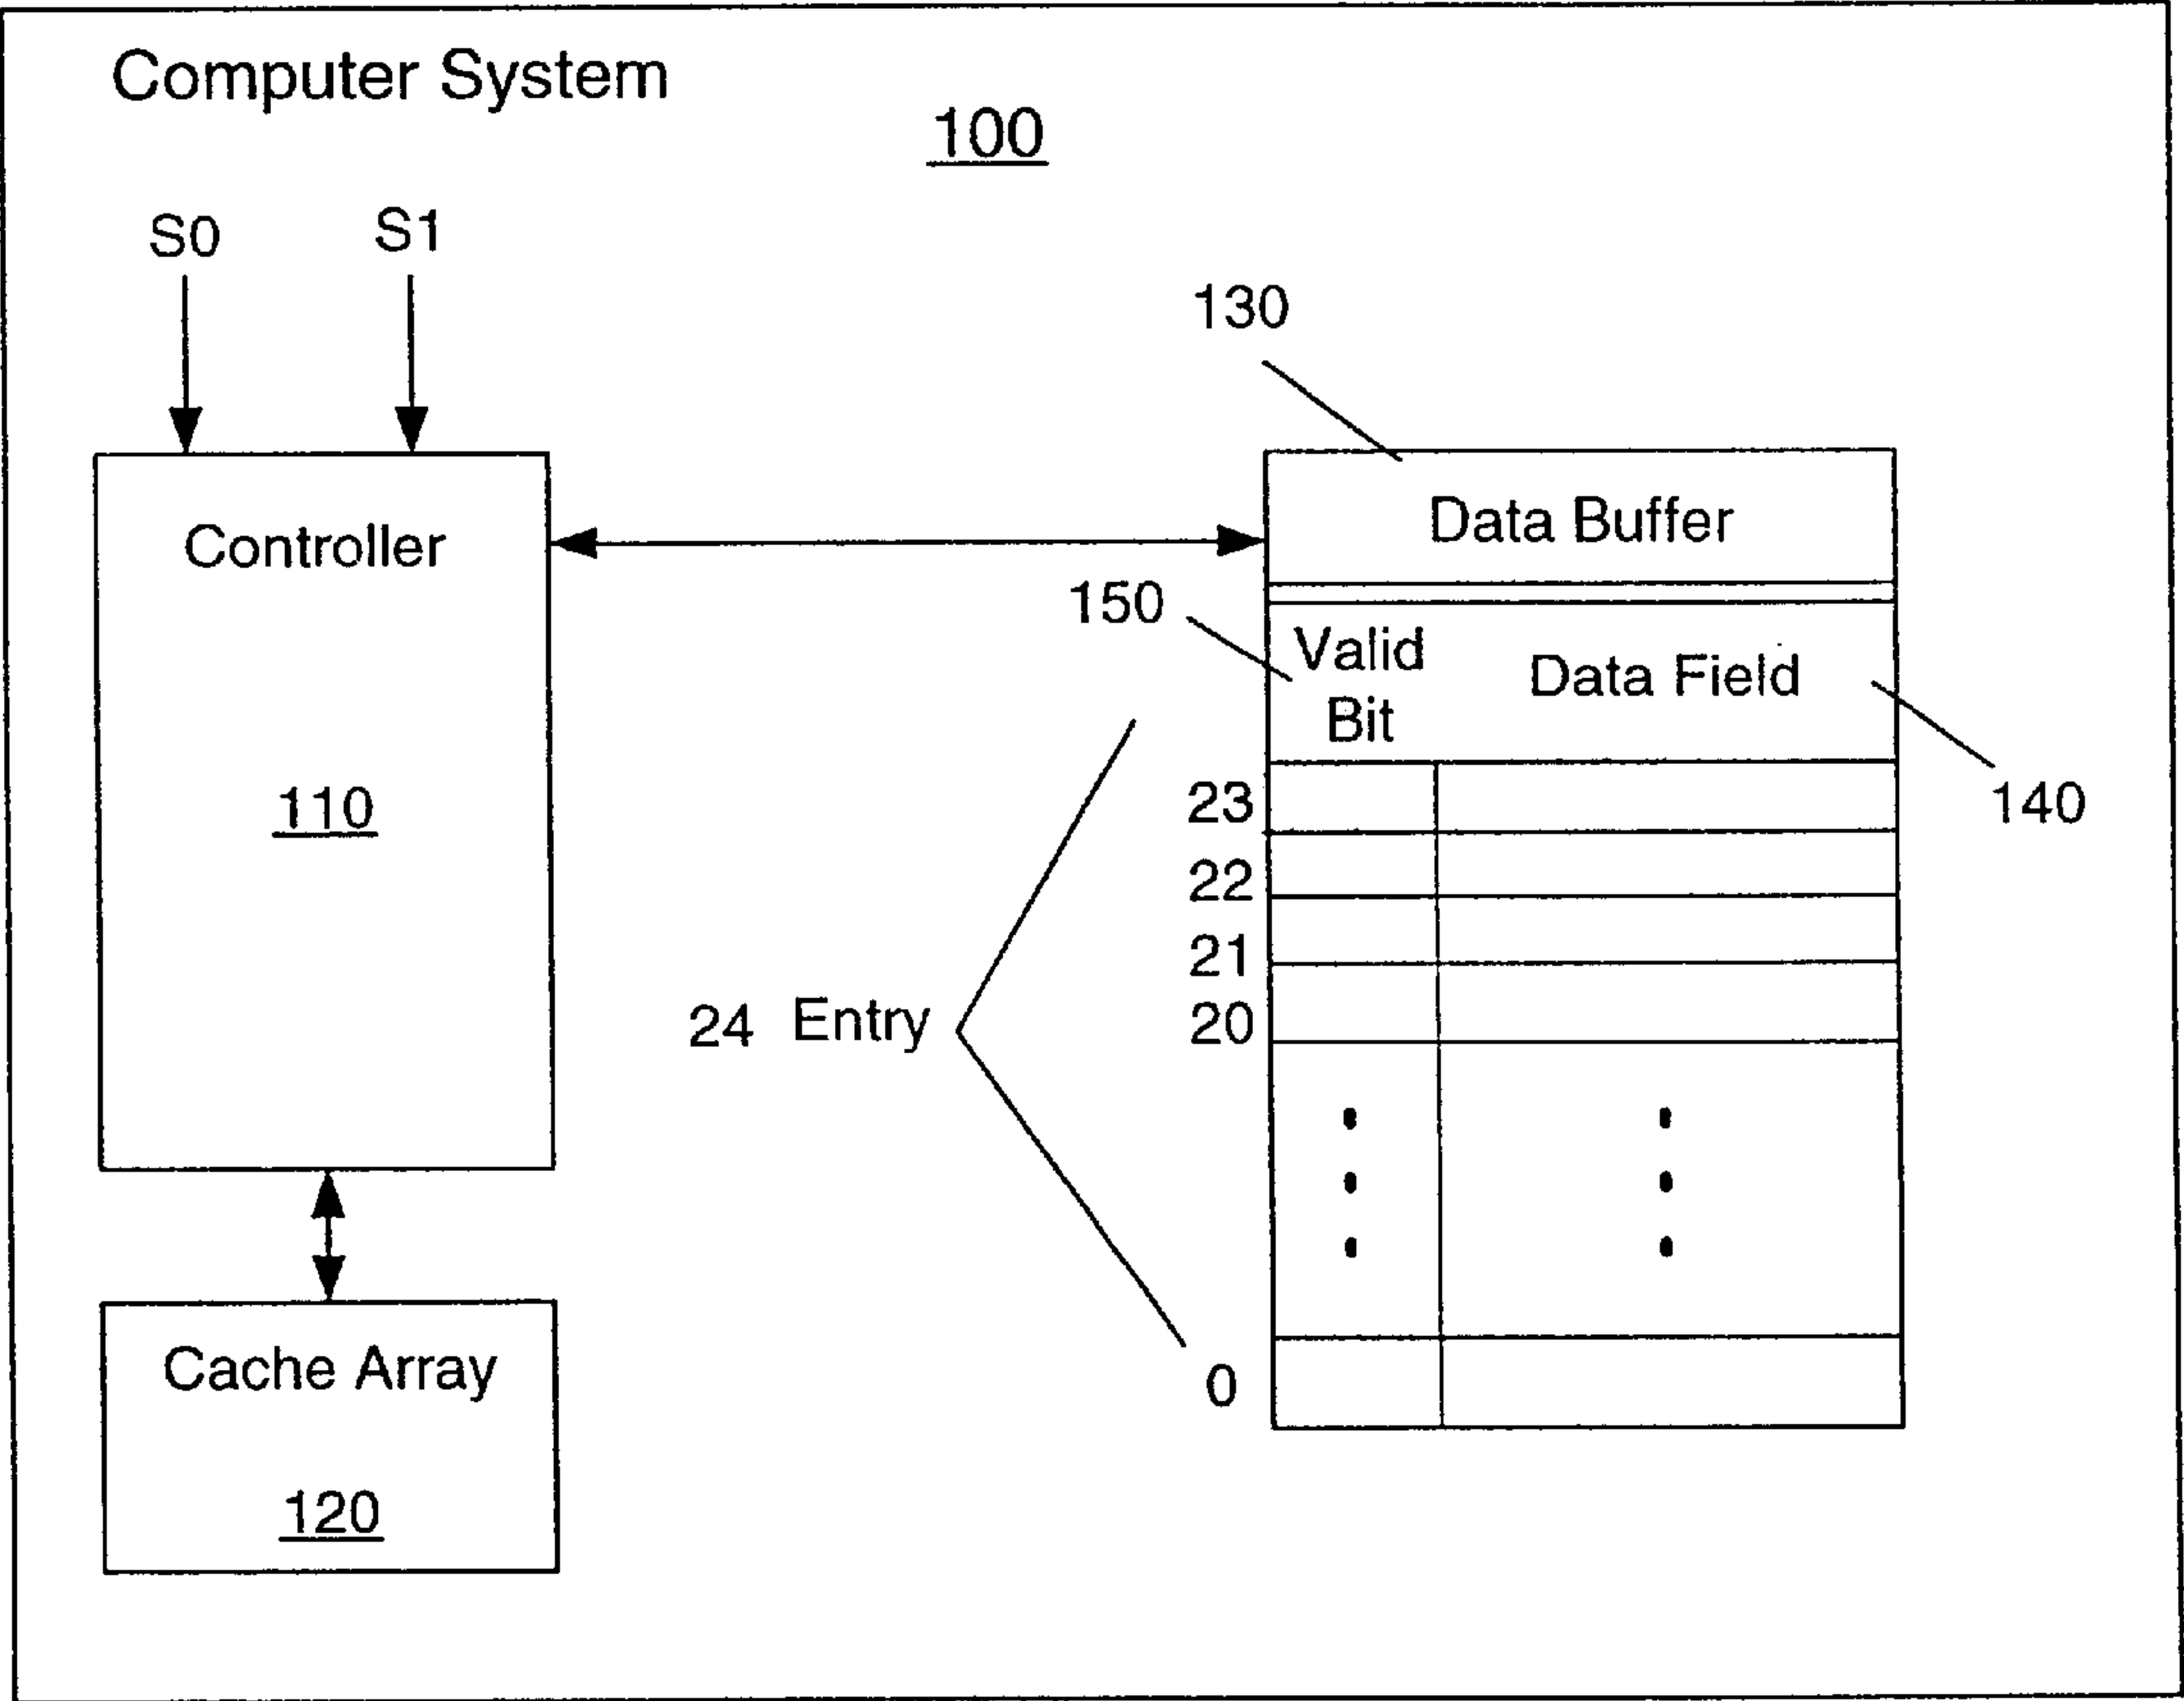 Computer System
100
S0
S1
130
Controller
Data Buffer
150
Valid
Bit
Data Field
110
23
140
22
21
24 Entry
20
0
Cache Array
120